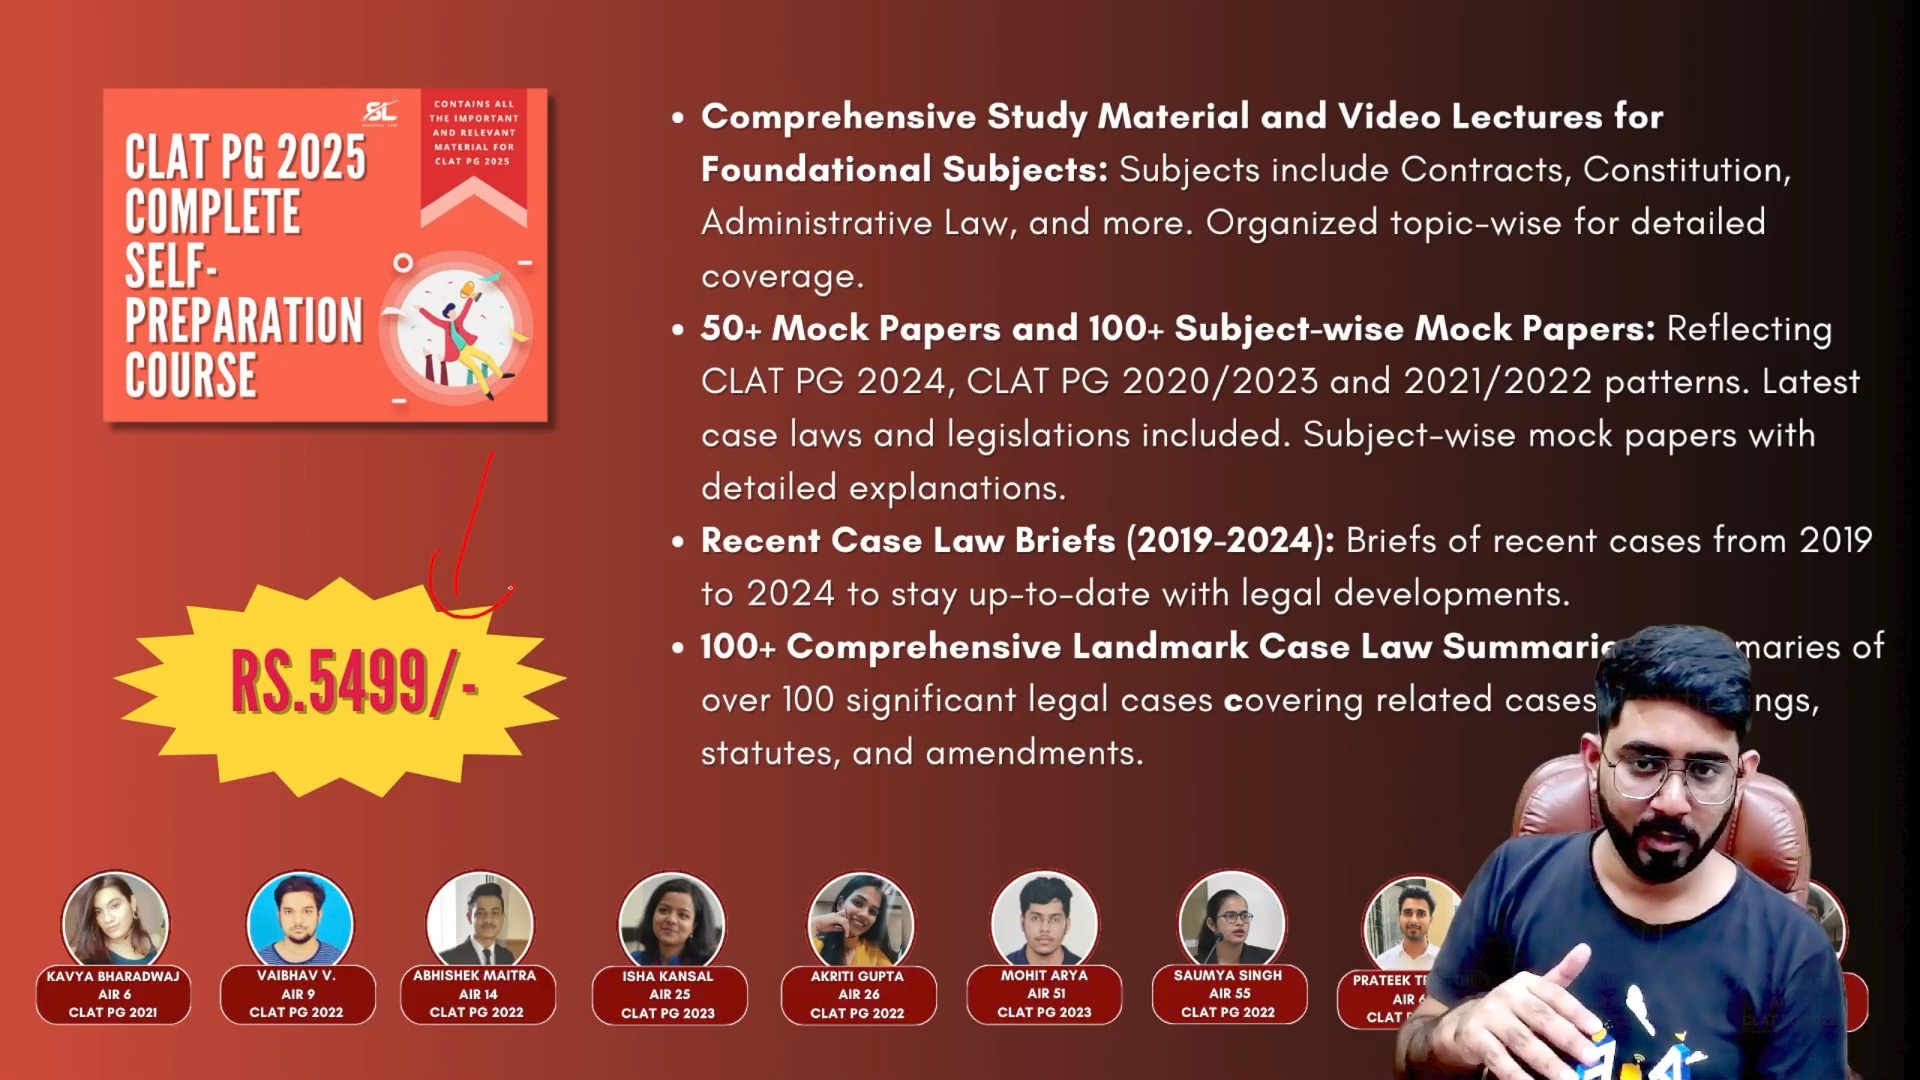 CONTAINS ALL
THE IMPORTANT
AND RELEVANT
MATERIAL FOR
CLAT PG 2025
SL
CLAT PG 2025
COMPLETE
SELF-
PREPARATION
COURSE
RS.5499/-
• Comprehensive Study Material and Video Lectures for
Foundational Subjects: Subjects include Contracts, Constitution,
Administrative Law, and more. Organized topic-wise for detailed
coverage.
• 50+ Mock Papers and 100+ Subject-wise Mock Papers: Reflecting
CLAT PG 2024, CLAT PG 2020/2023 and 2021/2022 patterns. Latest
case laws and legislations included. Subject-wise mock papers with
detailed explanations.
• Recent Case Law Briefs (2019-2024): Briefs of recent cases from 2019
to 2024 to stay up-to-date with legal developments.
• 100+ Comprehensive Landmark Case Law of
over 100 significant legal cases covering related cases
statutes, and amendments.
KAVYA BHARADWAJ
AIR 6
CLAT PG 2021
VAIBHAV V.
AIR 9
CLAT PG 2022
ABHISHEK MAITRA
AIR 14
CLAT PG 2022
ISHA KANSAL
AIR 25
CLAT PG 2023
AKRITI GUPTA
AIR 26
CLAT PG 2022
MOHIT ARYA
AIR 51
CLAT PG 2023
SAUMYA SINGH
AIR 55
CLAT PG 2022
PRATEEK
AIR
CLAT